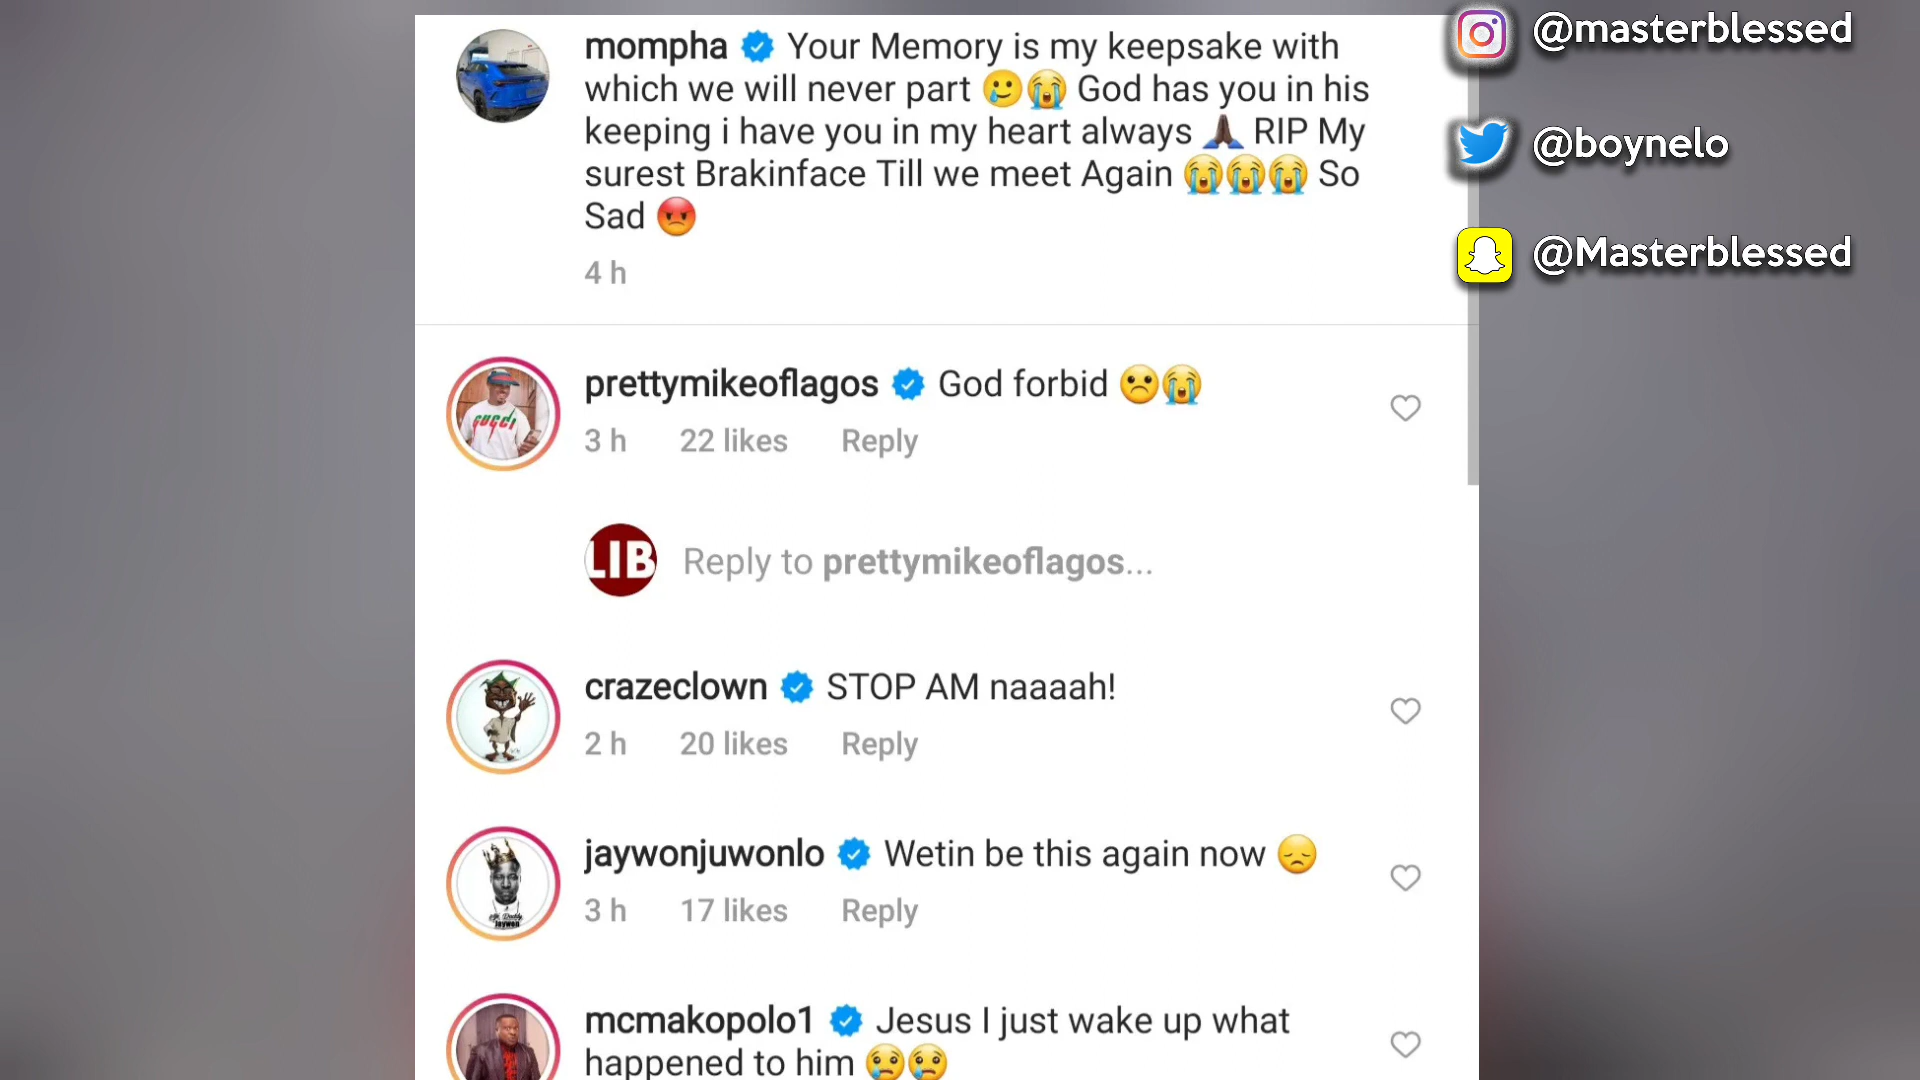 mompha Your Memory is my keepsake with
which we will never part 🥲😭 God has you in his
keeping i have you in my heart always 🙏🏿 RIP My
surest Brakinface Till we meet Again 😭😭😭 So
Sad 😡
4 h
prettymikeoflagos God forbid 🙁😭
3 h 22 likes Reply
GUCCI
LIB Reply to prettymikeoflagos...
crazeclown STOP AM naaaah!
2 h 20 likes Reply
jaywonjuwonlo Wetin be this again now 😞
3 h 17 likes Reply
mcmakopolo1 Jesus I just wake up what
happened to him 😢😢
@masterblessed
@boynelo
@Masterblessed